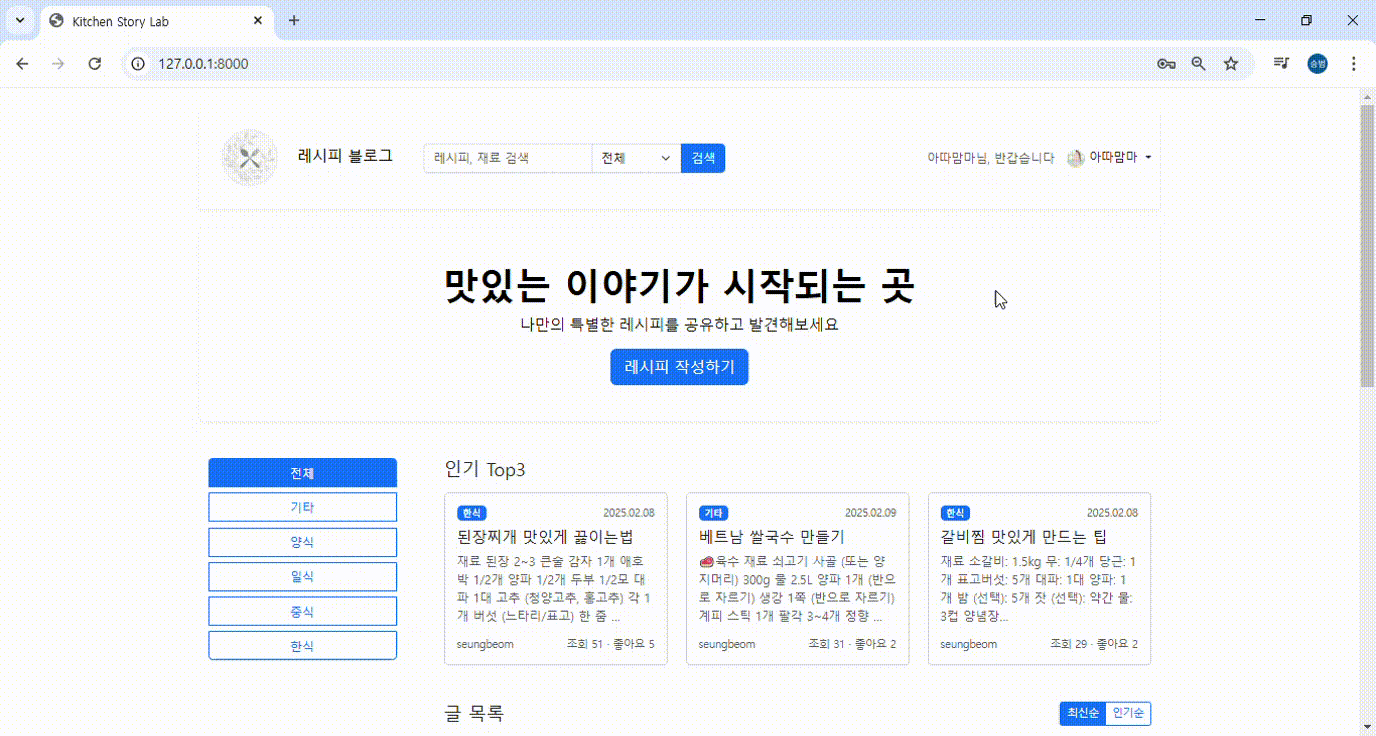 Kitchen Story Lab
127.0.0.1:8000
승범
레시피 블로그
레시피, 재료 검색
전체
검색
아따맘마님, 반갑습니다
아따맘마
맛있는 이야기가 시작되는 곳
나만의 특별한 레시피를 공유하고 발견해보세요
레시피 작성하기
전체
기타
양식
일식
중식
한식
인기 Top3
한식 2025.02.08
된장찌개 맛있게 끓이는법
재료 된장 2~3 큰술 감자 1개 애호
박 1/2개 양파 1/2개 두부 1/2모 대
파 1대 고추 (청양고추, 홍고추) 각 1
개 버섯 (느타리/표고) 한 줌 ...
seungbeom 조회 51 · 좋아요 5
기타 2025.02.09
베트남 쌀국수 만들기
🥩육수 재료 쇠고기 사골 (또는 양
지머리) 300g 물 2.5L 양파 1개 (반으
로 자르기) 생강 1쪽 (반으로 자르기)
계피 스틱 1개 팔각 3~4개 정향 ...
seungbeom 조회 31 · 좋아요 2
한식 2025.02.08
갈비찜 맛있게 만드는 팁
재료 소갈비: 1.5kg 무: 1/4개 당근: 1
개 표고버섯: 5개 대파: 1대 양파: 1
개 밤 (선택): 5개 잣 (선택): 약간 물:
3컵 양념장...
seungbeom 조회 29 · 좋아요 2
글 목록
최신순 인기순